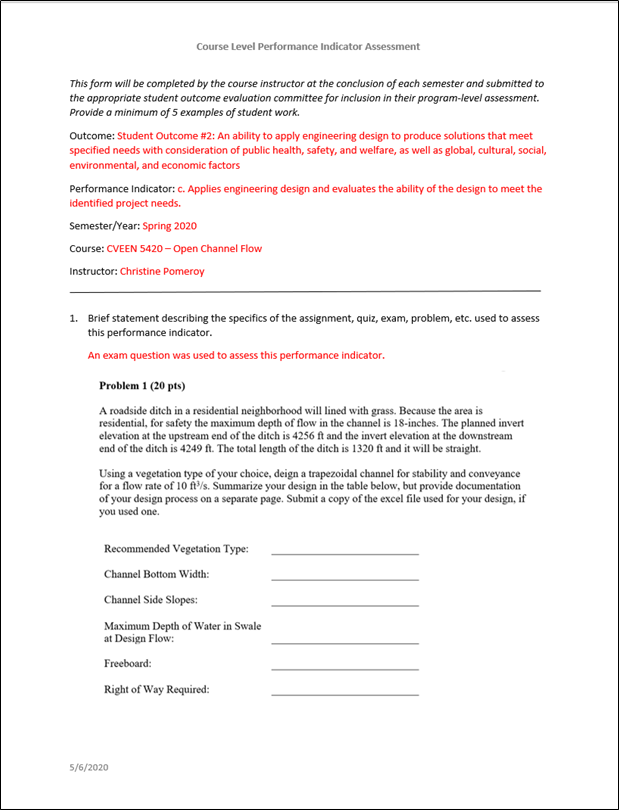 Course Level Performance Indicator Assessment
This form will be completed by the course instructor at the conclusion of each semester and submitted to
the appropriate student outcome evaluation committee for inclusion in their program-level assessment.
Provide a minimum of 5 examples of student work.
Outcome: Student Outcome #2: An ability to apply engineering design to produce solutions that meet
specified needs with consideration of public health, safety, and welfare, as well as global, cultural, social,
environmental, and economic factors
Performance Indicator: c. Applies engineering design and evaluates the ability of the design to meet the
identified project needs.
Semester/Year: Spring 2020
Course: CVEEN 5420 – Open Channel Flow
Instructor: Christine Pomeroy
1. Brief statement describing the specifics of the assignment, quiz, exam, problem, etc. used to assess
this performance indicator.
An exam question was used to assess this performance indicator.
Problem 1 (20 pts)
A roadside ditch in a residential neighborhood will lined with grass. Because the area is
residential, for safety the maximum depth of flow in the channel is 18-inches. The planned invert
elevation at the upstream end of the ditch is 4256 ft and the invert elevation at the downstream
end of the ditch is 4249 ft. The total length of the ditch is 1320 ft and it will be straight.
Using a vegetation type of your choice, deign a trapezoidal channel for stability and conveyance
for a flow rate of 10 ft³/s. Summarize your design in the table below, but provide documentation
of your design process on a separate page. Submit a copy of the excel file used for your design, if
you used one.
Recommended Vegetation Type:
Channel Bottom Width:
Channel Side Slopes:
Maximum Depth of Water in Swale
at Design Flow:
Freeboard:
Right of Way Required:
5/6/2020